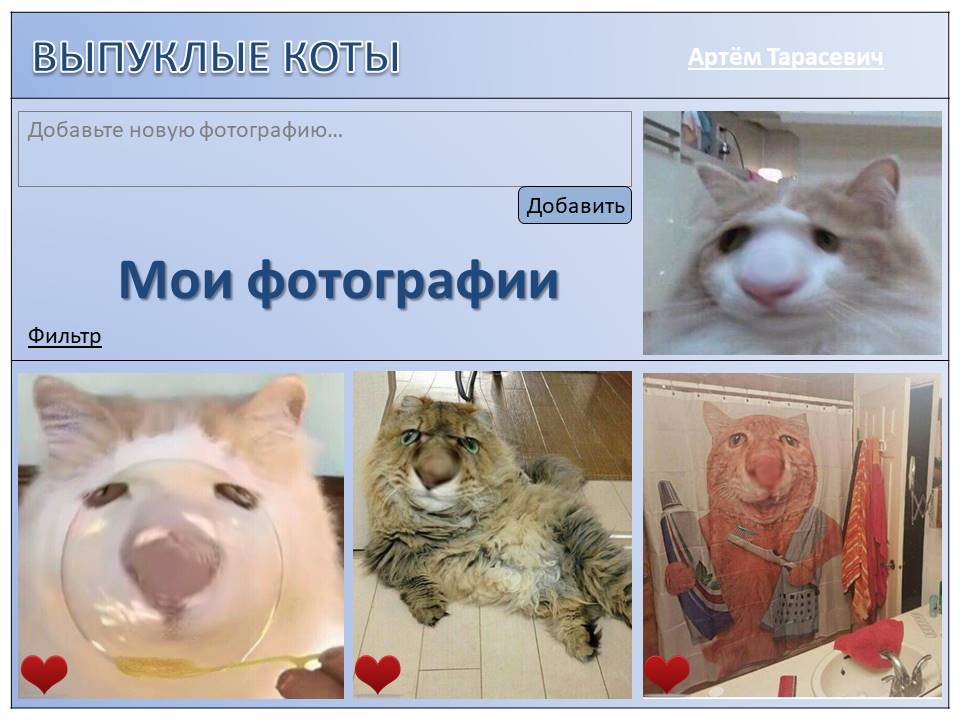 ВЫПУКЛЫЕ КОТЫ
Артём Тарасевич
Добавьте новую фотографию...
Добавить
Мои фотографии
Фильтр